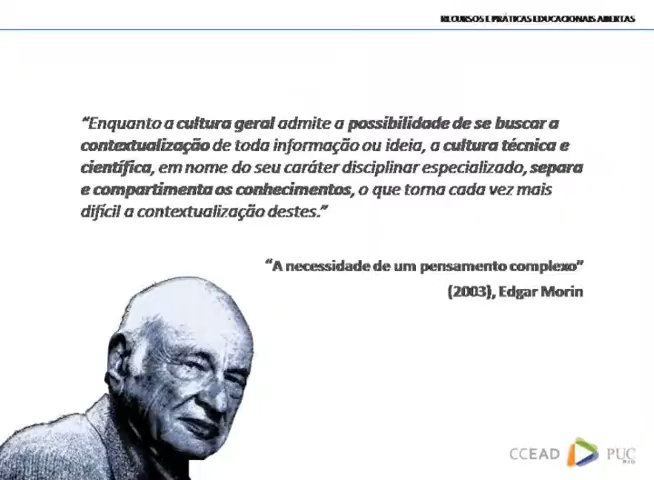 RECURSOS E PRÁTICAS EDUCACIONAIS ABERTAS
“Enquanto a cultura geral admite a possibilidade de se buscar a
contextualização de toda informação ou ideia, a cultura técnica e
científica, em nome do seu caráter disciplinar especializado, separa
e compartimenta os conhecimentos, o que torna cada vez mais
difícil a contextualização destes.”
“A necessidade de um pensamento complexo”
(2003), Edgar Morin
CCEAD PUC
RIO